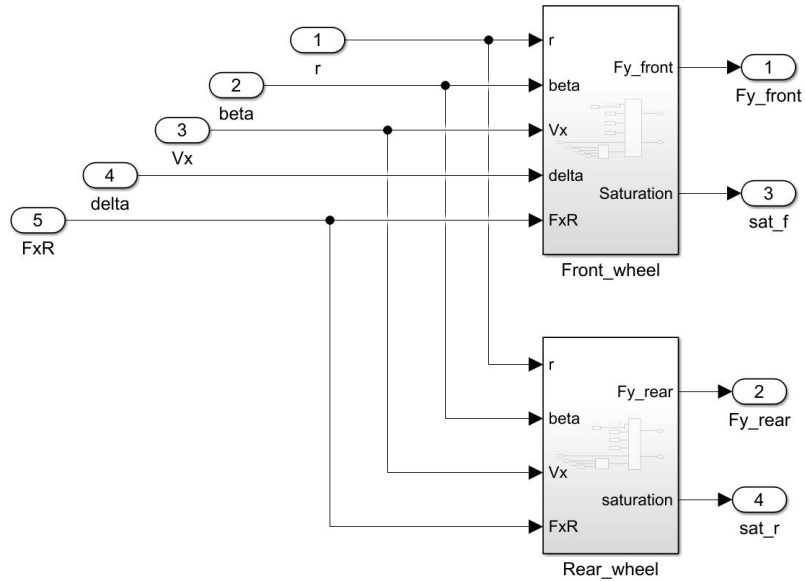 1
r
2
beta
3
Vx
4
delta
5
FxR
r
beta
Vx
delta
FxR
Fy_front
Saturation
Front_wheel
1
Fy_front
3
sat_f
r
beta
Vx
FxR
Fy_rear
saturation
Rear_wheel
2
Fy_rear
4
sat_r